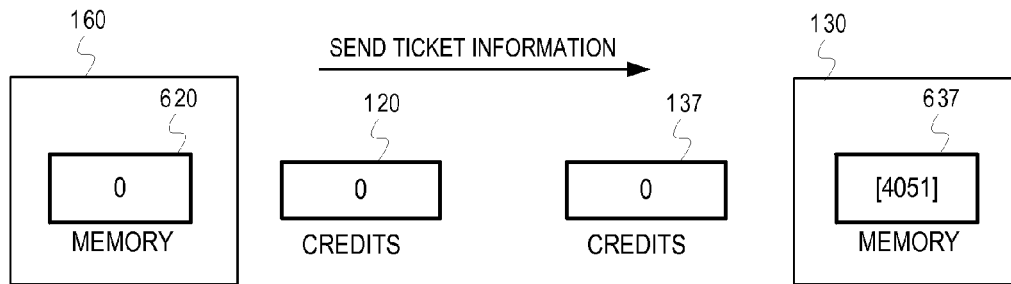 160
SEND TICKET INFORMATION
130
620
120
137
637
0
0
0
[4051]
MEMORY
CREDITS
CREDITS
MEMORY